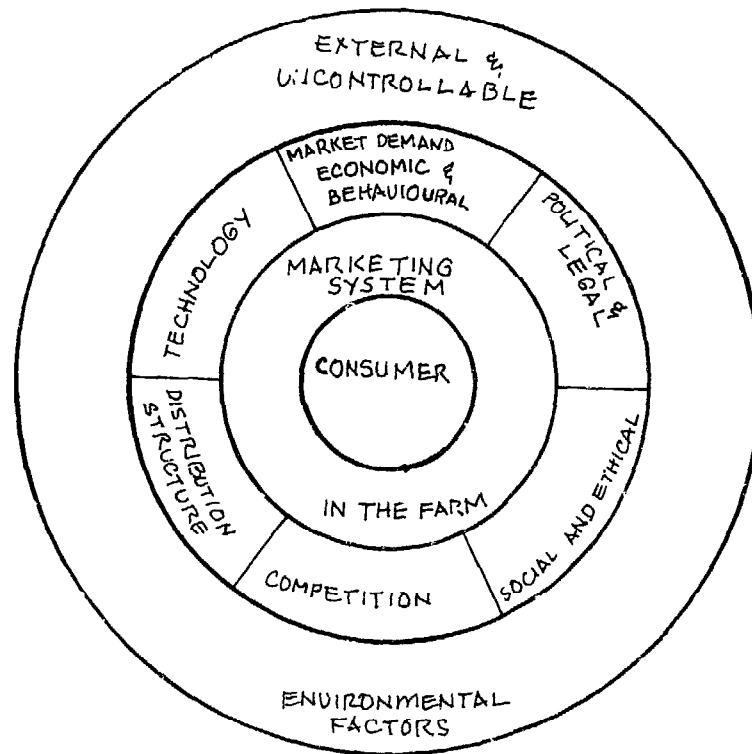 EXTERNAL &
UNCONTROLLABLE
MARKET DEMAND
ECONOMIC &
BEHAVIOURAL
POLITICAL &
LEGAL
TECHNOLOGY
MARKETING
SYSTEM
CONSUMER
DISTRIBUTION
STRUCTURE
IN THE FARM
SOCIAL AND ETHICAL
COMPETITION
ENVIRONMENTAL
FACTORS